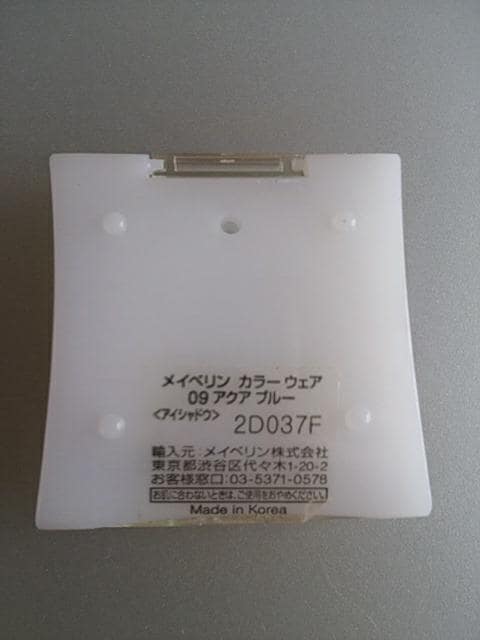 メイベリン カラー ウェア
09 アクア ブルー
<アイシャドウ> 2D037F
輸入元：メイベリン株式会社
東京都渋谷区代々木1-20-2
お客様窓口：03-5371-0578
お肌に合わないときは、ご使用をおやめください。
Made in Korea